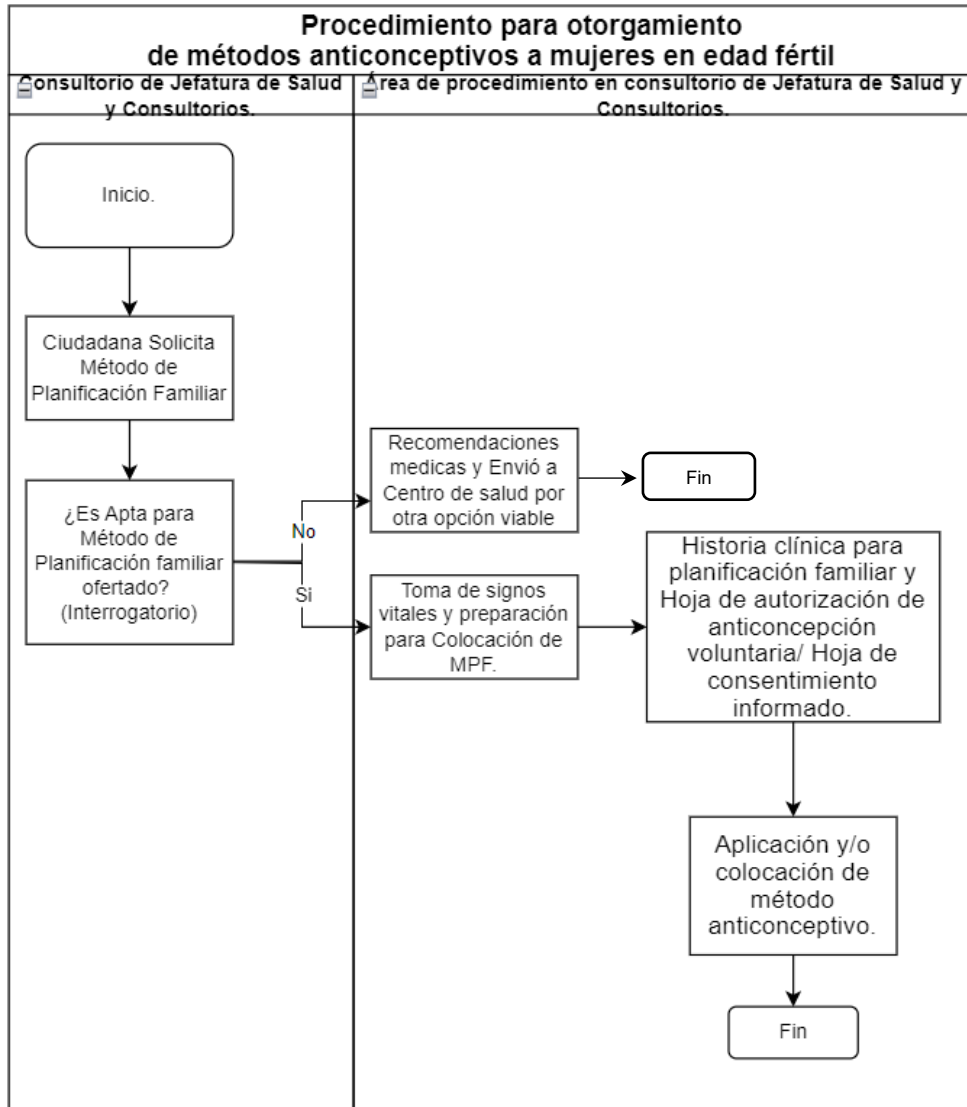 Procedimiento para otorgamiento
de métodos anticonceptivos a mujeres en edad fértil
Consultorio de Jefatura de Salud
y Consultorios.
Área de procedimiento en consultorio de Jefatura de Salud y
Consultorios.
Inicio.
Ciudadana Solicita
Método de
Planificación Familiar
¿Es Apta para
Método de
Planificación familiar
ofertado?
(Interrogatorio)
No
Si
Recomendaciones
medicas y Envió a
Centro de salud por
otra opción viable
Fin
Toma de signos
vitales y preparación
para Colocación de
MPF.
Historia clínica para
planificación familiar y
Hoja de autorización de
anticoncepción
voluntaria/ Hoja de
consentimiento
informado.
Aplicación y/o
colocación de
método
anticonceptivo.
Fin